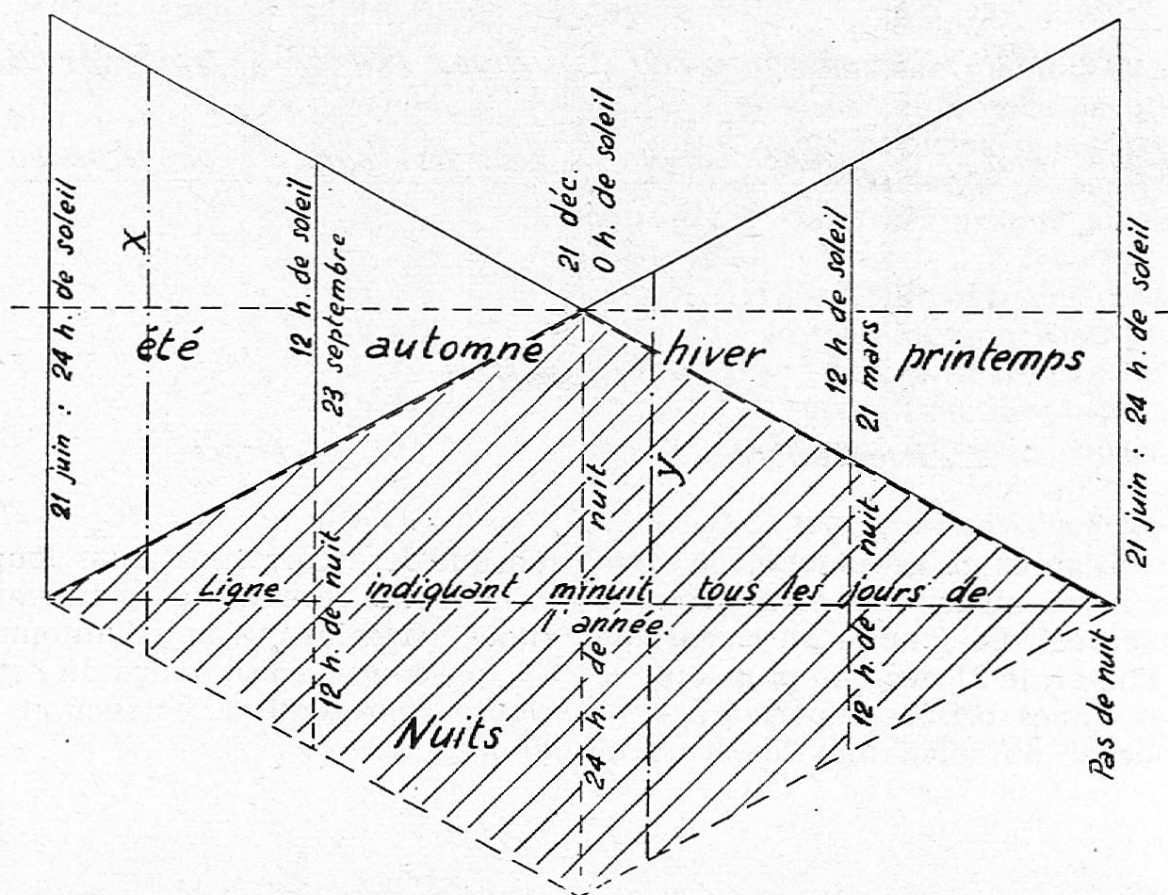 21 juin : 24 h. de soleil
X
été
12 h. de soleil
23 septembre
automné
21 déc.
0 h. de soleil
hiver
12 h de soleil
21 mars
printemps
21 juin : 24 h. de soleil
y
Ligne indiquant minuit tous les jours de
l'année.
12 h. de nuit
Nuits
24 h. de nuit
12 h. de nuit
Pas de nuit